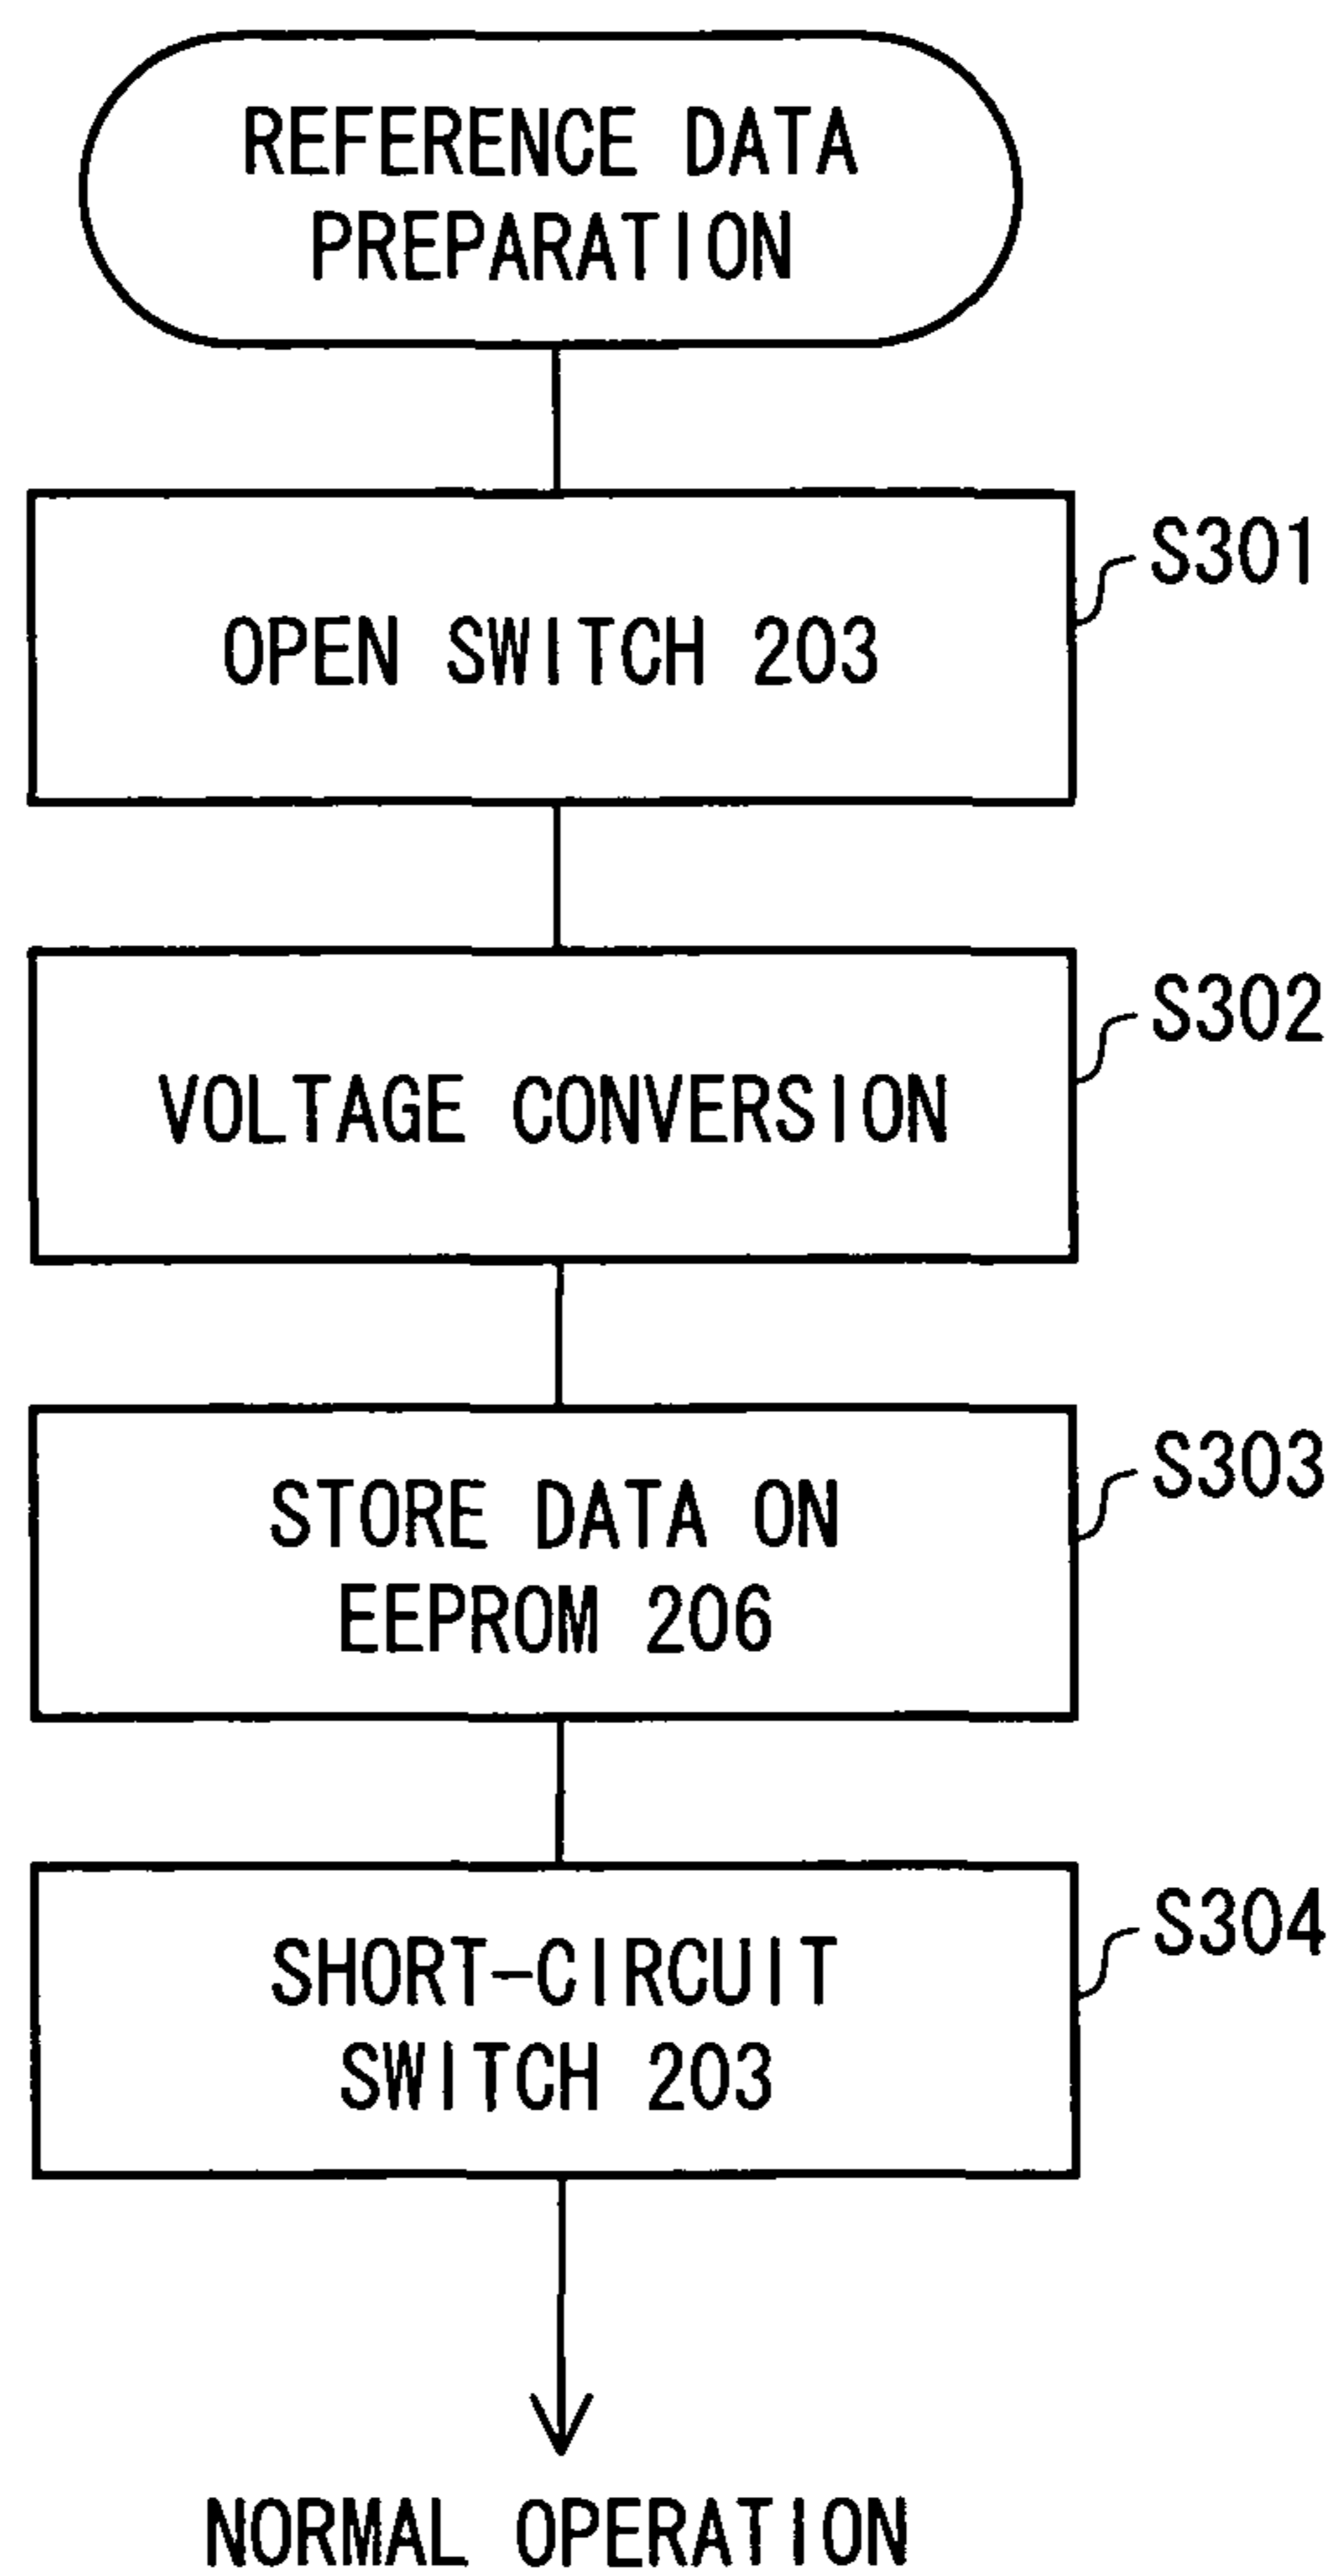 REFERENCE DATA
PREPARATION
OPEN SWITCH 203
S301
VOLTAGE CONVERSION
S302
STORE DATA ON
EEPROM 206
S303
SHORT-CIRCUIT
SWITCH 203
S304
NORMAL OPERATION